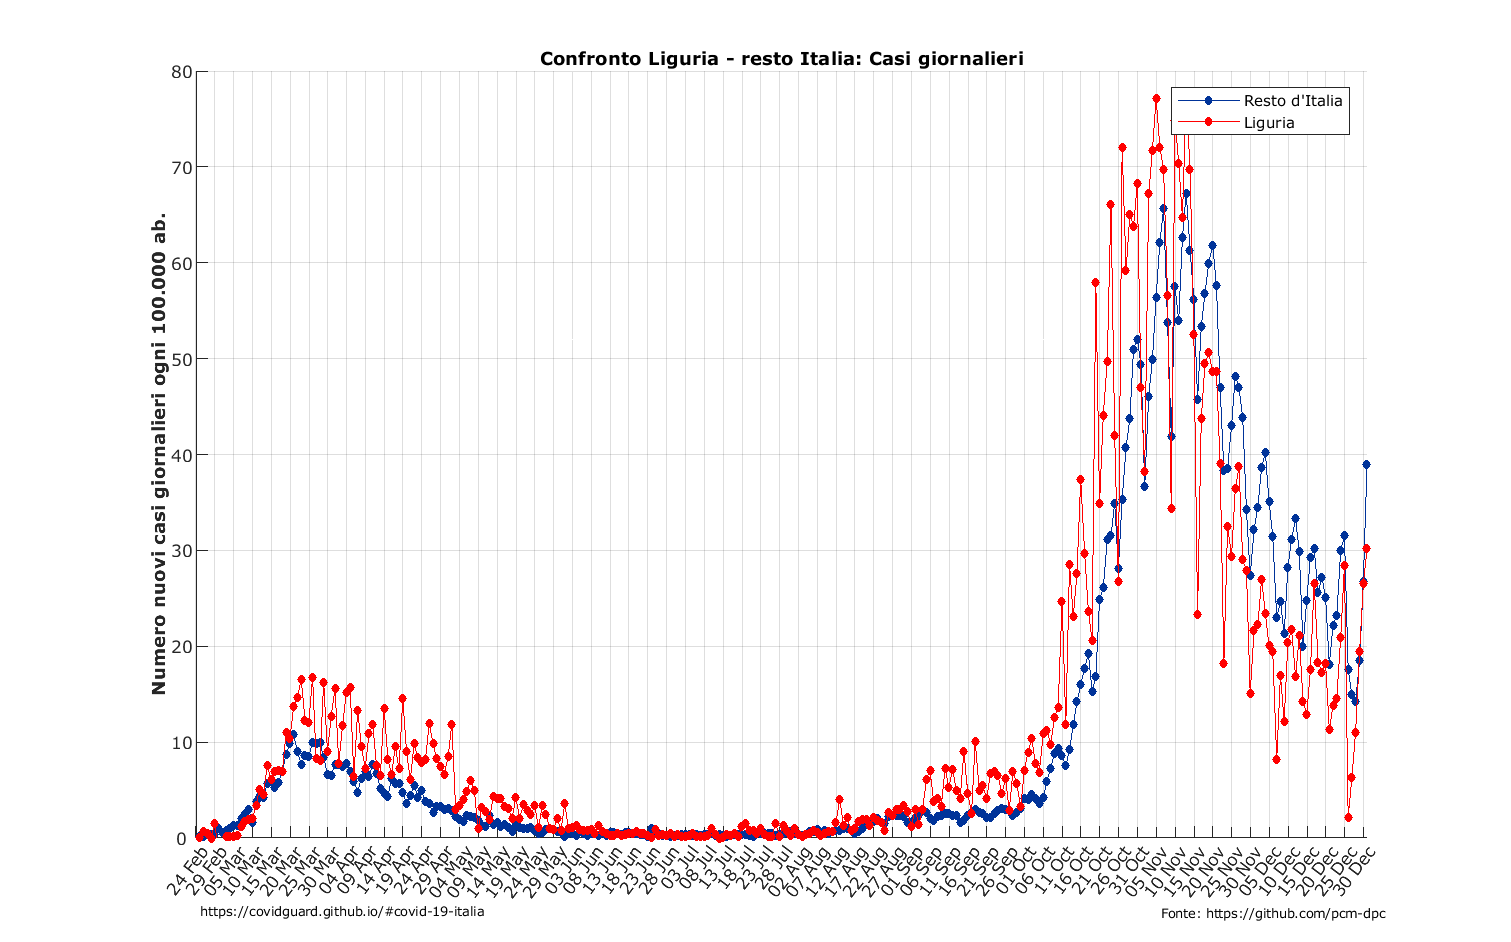 Confronto Liguria - resto Italia: Casi giornalieri
80
70
60
50
40
30
20
10
0
Numero nuovi casi giornalieri ogni 100.000 ab.
Resto d'Italia
Liguria
24 Feb
29 Feb
05 Mar
10 Mar
15 Mar
20 Mar
25 Mar
30 Mar
04 Apr
09 Apr
14 Apr
19 Apr
24 Apr
29 Apr
04 May
09 May
14 May
19 May
24 May
29 May
03 Jun
08 Jun
13 Jun
18 Jun
23 Jun
28 Jun
03 Jul
08 Jul
13 Jul
18 Jul
23 Jul
28 Jul
02 Aug
07 Aug
12 Aug
17 Aug
22 Aug
27 Aug
01 Sep
06 Sep
11 Sep
16 Sep
21 Sep
26 Sep
01 Oct
06 Oct
11 Oct
16 Oct
21 Oct
26 Oct
31 Oct
05 Nov
10 Nov
15 Nov
20 Nov
25 Nov
30 Nov
05 Dec
10 Dec
15 Dec
20 Dec
25 Dec
30 Dec
https://covidguard.github.io/#covid-19-italia
Fonte: https://github.com/pcm-dpc